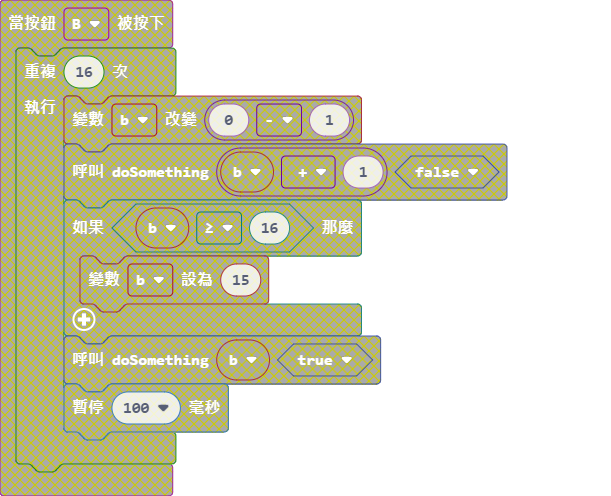 當按鈕 B 被按下
重複 16 次
執行
變數 b 改變 0 - 1
呼叫 doSomething b + 1 false
如果 b ≥ 16 那麼
變數 b 設為 15
呼叫 doSomething b true
暫停 100 毫秒